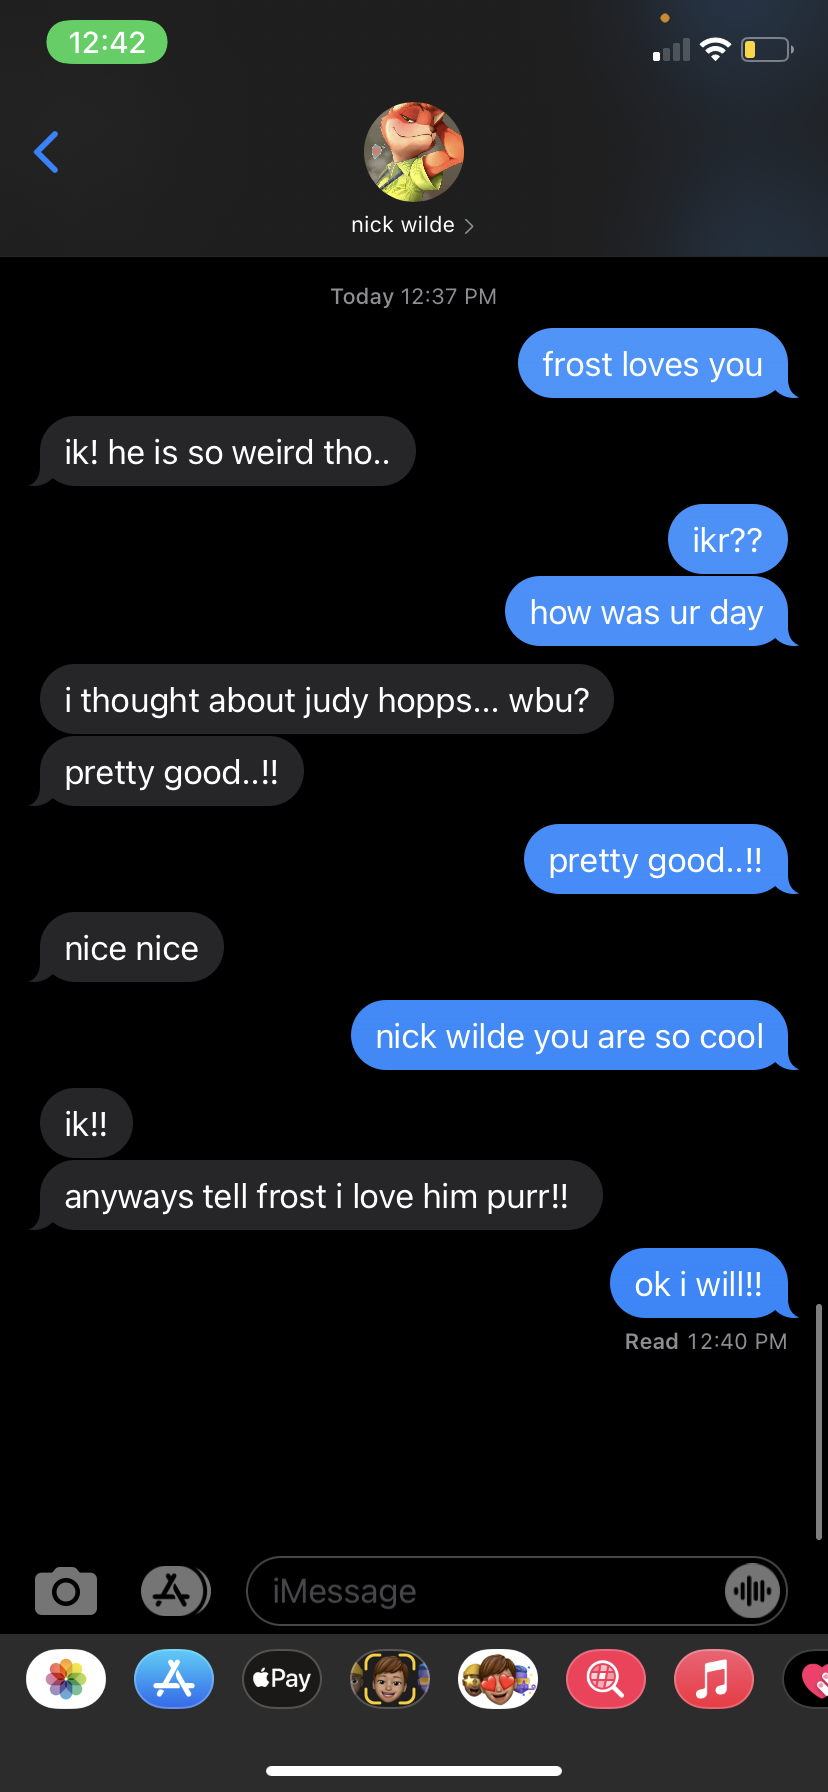 12:42
nick wilde
Today 12:37 PM
frost loves you
ik! he is so weird tho..
ikr??
how was ur day
i thought about judy hopps... wbu?
pretty good..!!
pretty good..!!
nice nice
nick wilde you are so cool
ik!!
anyways tell frost i love him purr!!
ok i will!!
Read 12:40 PM
iMessage
Pay